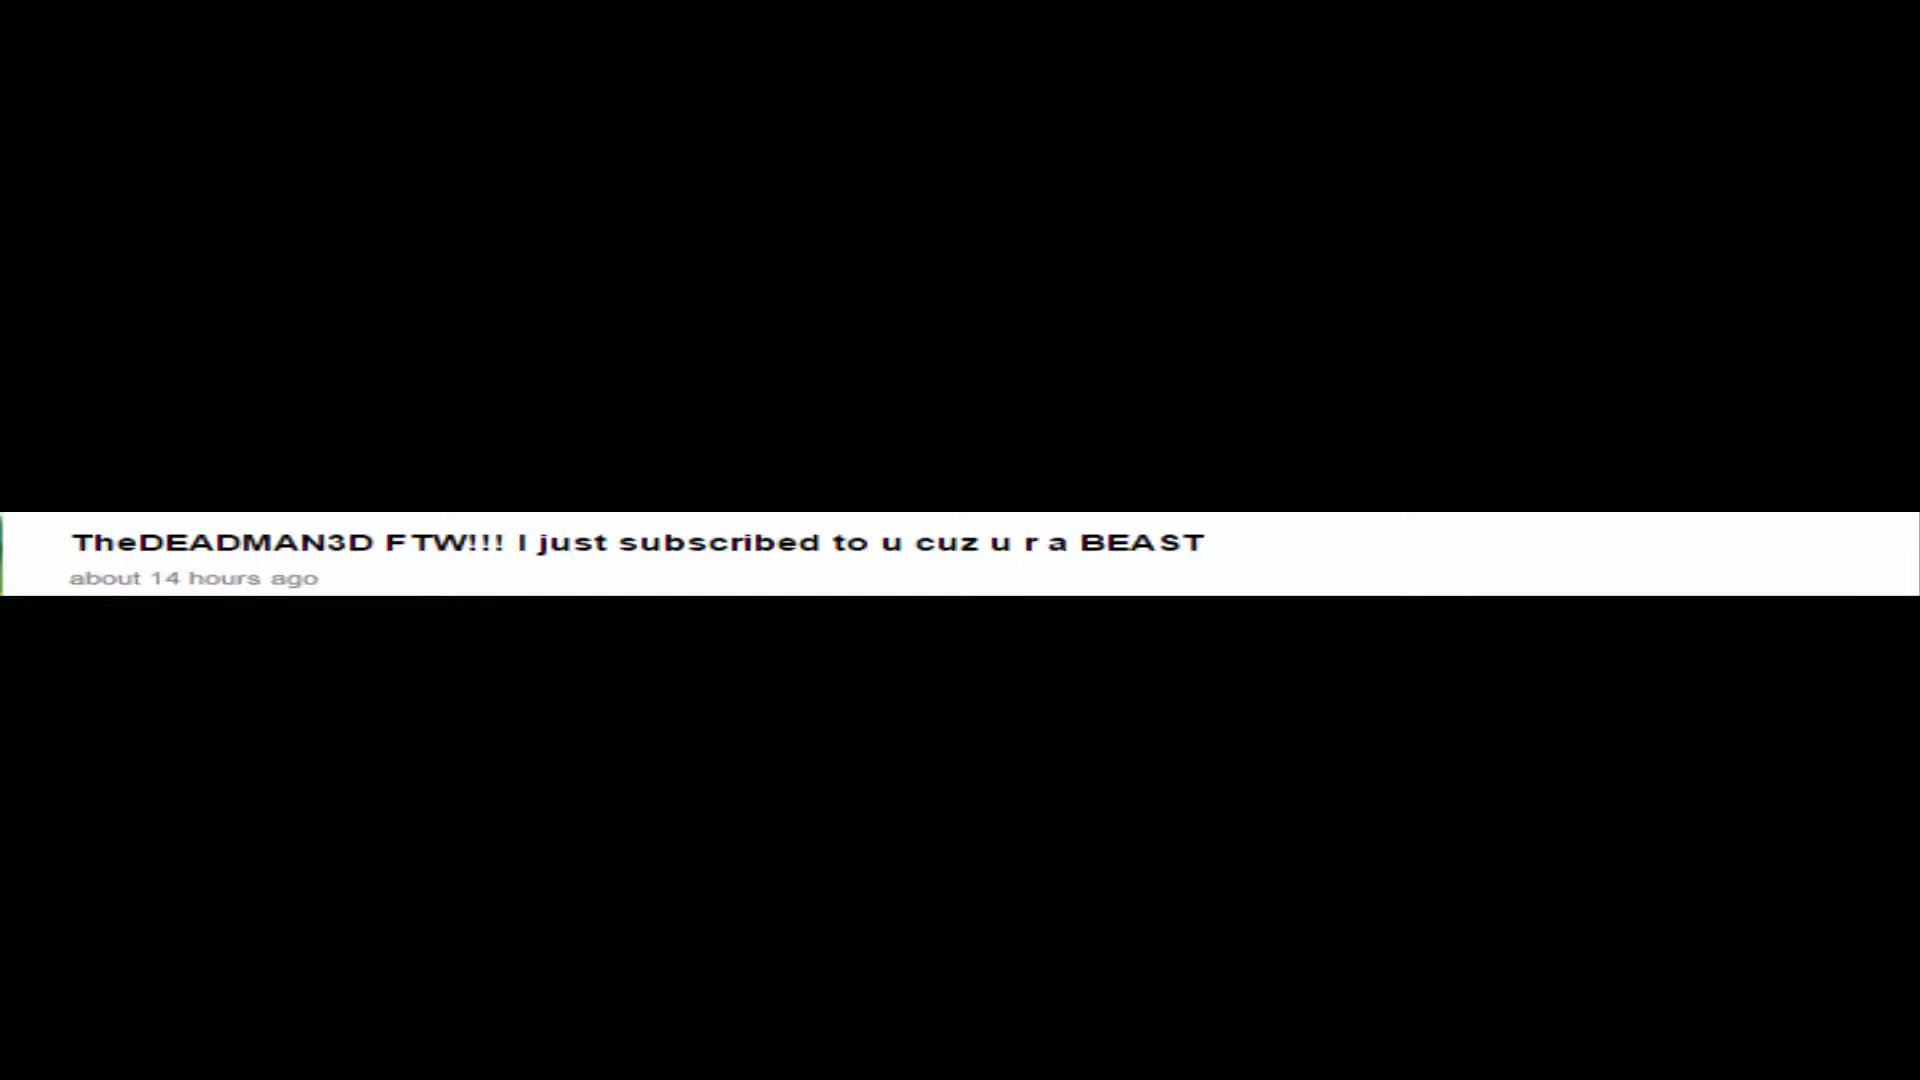 TheDEADMAN3D FTW!!! I just subscribed to u cuz u r a BEAST
about 14 hours ago